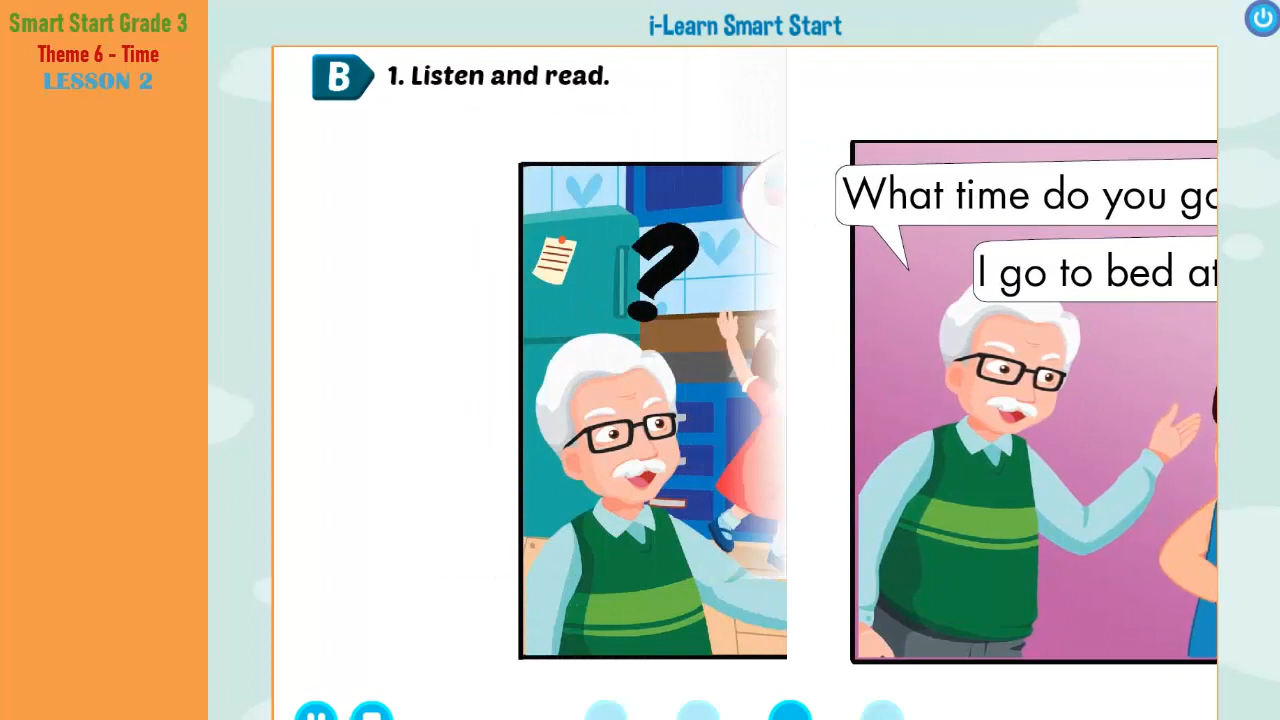 Smart Start Grade 3
Theme 6 - Time
LESSON 2
i-Learn Smart Start
B 1. Listen and read.
?
What time do you go
I go to bed at